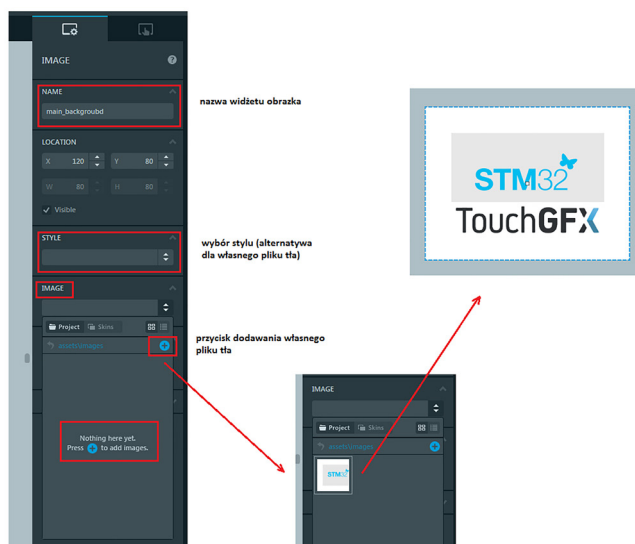 IMAGE
?
NAME
main_backgroubd
LOCATION
X 120 Y 80
W 80 H 80
Visible
STYLE
IMAGE
Project Skins
assets\images
Nothing here yet.
Press + to add images.
nazwa widżetu obrazka
wybór stylu (alternatywa
dla własnego pliku tła)
przycisk dodawania własnego
pliku tła
IMAGE
Project Skins
assets\images
STM32
STM32
TouchGFX